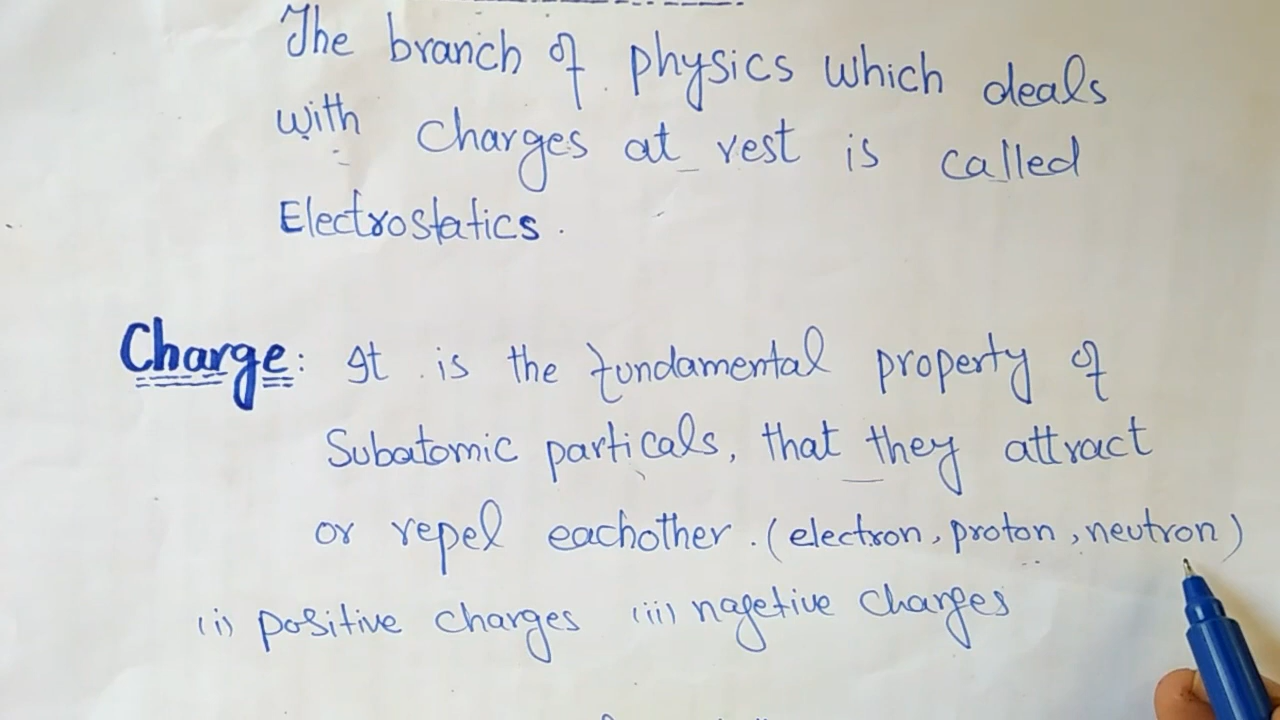 The branch of physics which deals
with charges at rest is called
Electrostatics.
Charge: It is the fundamental property of
Subatomic particals, that they attract
or repel eachother. (electron, proton, neutron)
(i) positive charges (ii) nagetive charges